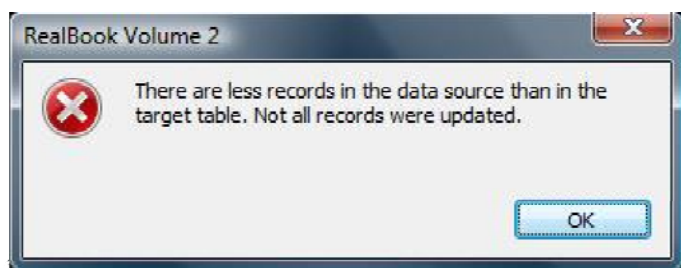 RealBook Volume 2
There are less records in the data source than in the
target table. Not all records were updated.
OK